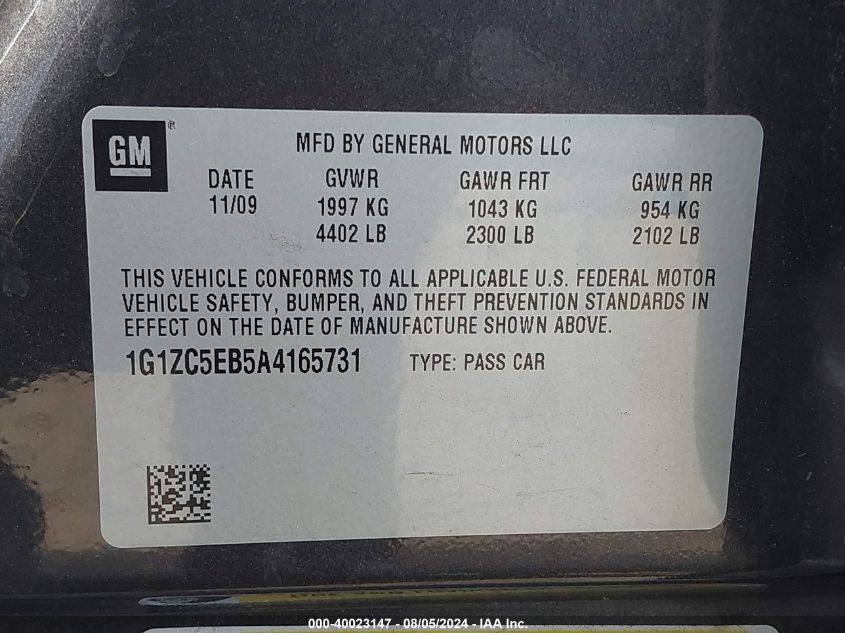 GM
®
MFD BY GENERAL MOTORS LLC
DATE GVWR GAWR FRT GAWR RR
11/09 1997 KG 1043 KG 954 KG
4402 LB 2300 LB 2102 LB
THIS VEHICLE CONFORMS TO ALL APPLICABLE U.S. FEDERAL MOTOR
VEHICLE SAFETY, BUMPER, AND THEFT PREVENTION STANDARDS IN
EFFECT ON THE DATE OF MANUFACTURE SHOWN ABOVE.
1G1ZC5EB5A4165731 TYPE: PASS CAR
000-40023147 - 08/05/2024 - IAA Inc.